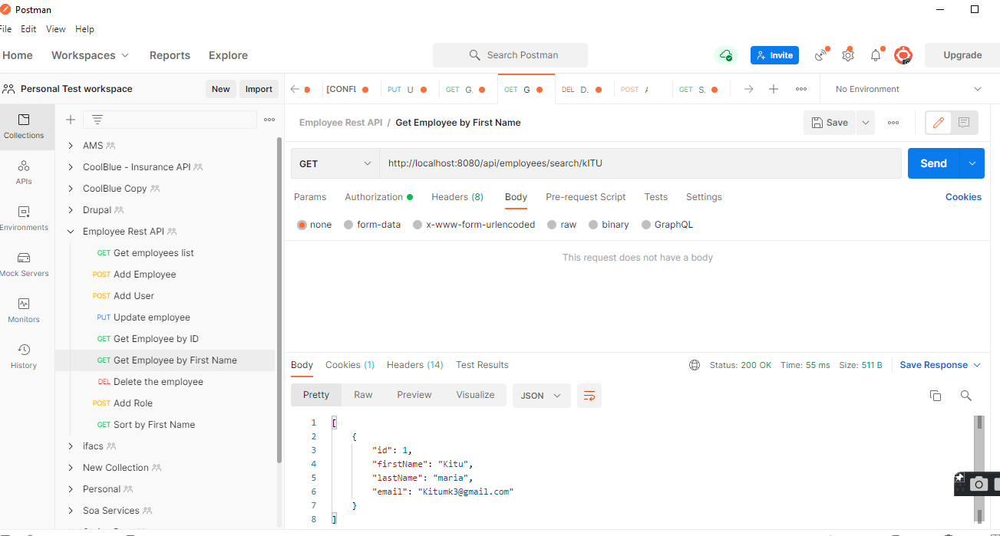 Postman
File Edit View Help
Home Workspaces Reports Explore
Search Postman
Invite
Upgrade
Personal Test workspace
New Import
[CONFL
PUT U
GET G.
GET G
DEL D.
POST A
GET S.
No Environment
Collections
APIs
Environments
Mock Servers
Monitors
History
AMS
CoolBlue - Insurance API
CoolBlue Copy
Drupal
Employee Rest API
GET Get employees list
POST Add Employee
POST Add User
PUT Update employee
GET Get Employee by ID
GET Get Employee by First Name
DEL Delete the employee
POST Add Role
GET Sort by First Name
ifacs
New Collection
Personal
Soa Services
Employee Rest API / Get Employee by First Name
Save
GET http://localhost:8080/api/employees/search/kITU Send
Params Authorization Headers (8) Body Pre-request Script Tests Settings Cookies
none form-data x-www-form-urlencoded raw binary GraphQL
This request does not have a body
Body Cookies (1) Headers (14) Test Results Status: 200 OK Time: 55 ms Size: 511 B Save Response
Pretty Raw Preview Visualize JSON
1 [
2 {
3 "id": 1,
4 "firstName": "Kitu",
5 "lastName": "maria",
6 "email": "Kitumk3@gmail.com"
7 }
8 ]